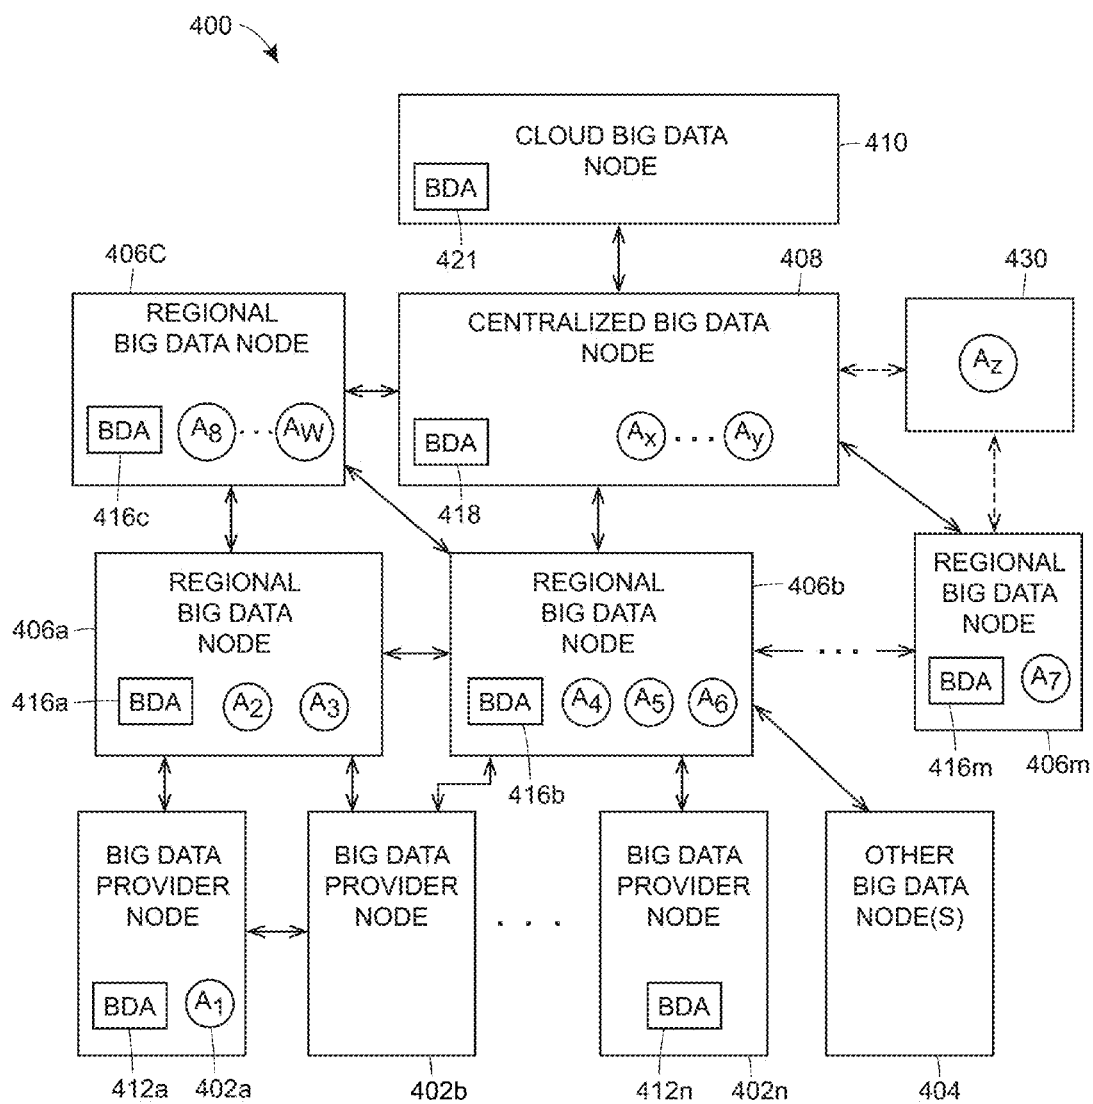 400
CLOUD BIG DATA
NODE
BDA
410
421
406C
408
430
REGIONAL
BIG DATA NODE
BDA
A8
...
AW
416c
CENTRALIZED BIG DATA
NODE
BDA
Ax
...
Ay
418
Az
REGIONAL
BIG DATA
NODE
BDA
A2
A3
406a
416a
REGIONAL
BIG DATA
NODE
BDA
A4
A5
A6
406b
416b
...
REGIONAL
BIG DATA
NODE
BDA
A7
416m
406m
BIG DATA
PROVIDER
NODE
BDA
A1
412a
402a
BIG DATA
PROVIDER
NODE
402b
...
BIG DATA
PROVIDER
NODE
BDA
412n
402n
OTHER
BIG DATA
NODE(S)
404